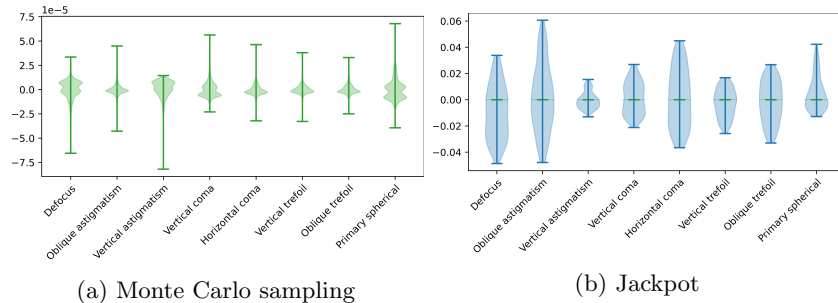 1e−5
7.5
5.0
2.5
0.0
−2.5
−5.0
−7.5
Defocus
Oblique astigmatism
Vertical astigmatism
Vertical coma
Horizontal coma
Vertical trefoil
Oblique trefoil
Primary spherical
(a) Monte Carlo sampling
0.06
0.04
0.02
0.00
−0.02
−0.04
Defocus
Oblique astigmatism
Vertical astigmatism
Vertical coma
Horizontal coma
Vertical trefoil
Oblique trefoil
Primary spherical
(b) Jackpot